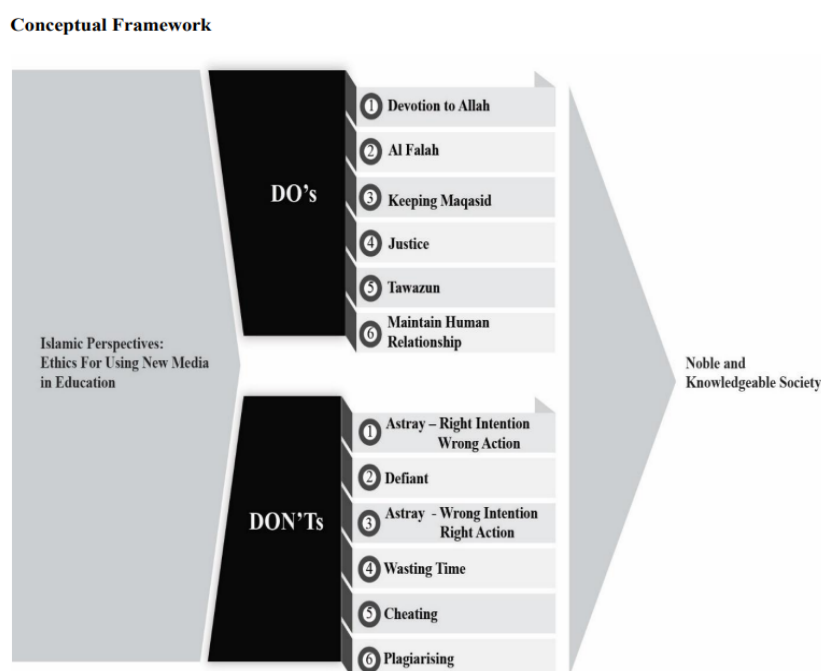 Conceptual Framework
Islamic Perspectives:
Ethics For Using New Media
in Education
DO's
1 Devotion to Allah
2 Al Falah
3 Keeping Maqasid
4 Justice
5 Tawazun
6 Maintain Human
Relationship
DON'Ts
1 Astray – Right Intention
Wrong Action
2 Defiant
3 Astray - Wrong Intention
Right Action
4 Wasting Time
5 Cheating
6 Plagiarising
Noble and
Knowledgeable Society